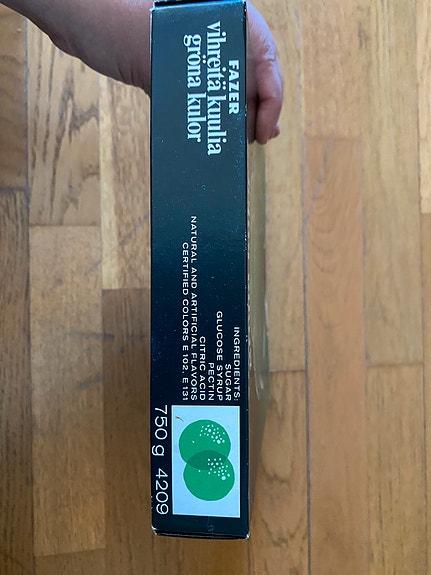 FAZER
vihreitä kuulia
gröna kulor
INGREDIENTS:
SUGAR
GLUCOSE SYRUP
PECTIN
CITRIC ACID
NATURAL AND ARTIFICIAL FLAVORS
CERTIFIED COLORS E 102, E 131
750 g 4209